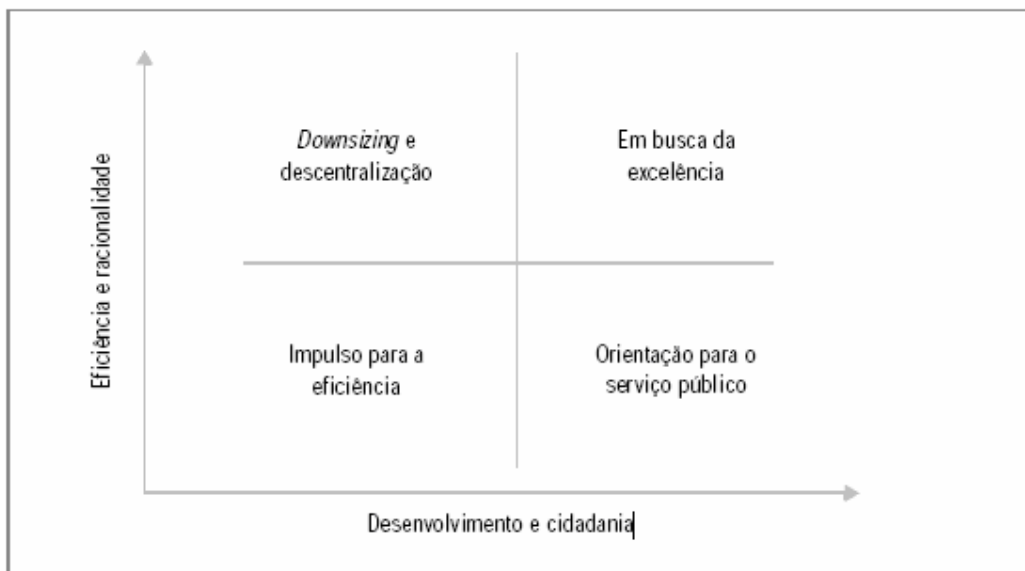 Eficiência e racionalidade
Downsizing e
descentralização
Em busca da
excelência
Impulso para a
eficiência
Orientação para o
serviço público
Desenvolvimento e cidadania